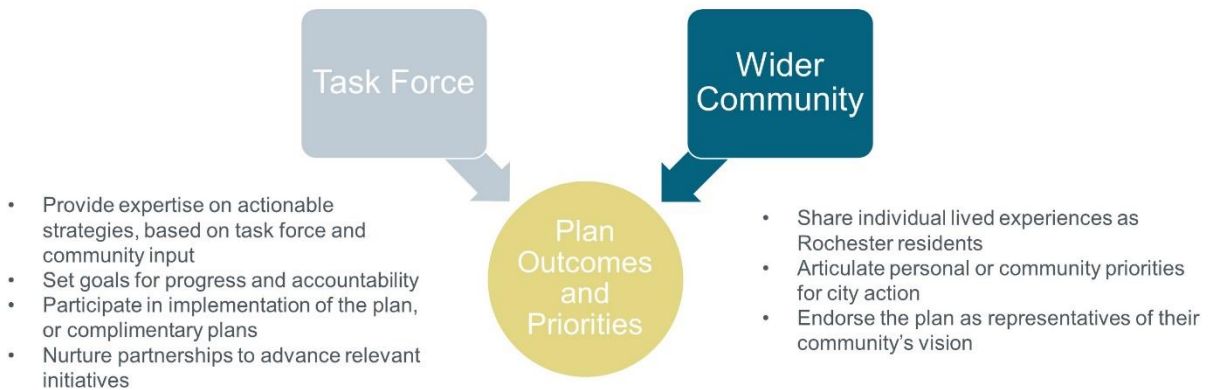 Task Force
Wider
Community
Plan
Outcomes
and
Priorities
• Provide expertise on actionable
strategies, based on task force and
community input
• Set goals for progress and accountability
• Participate in implementation of the plan,
or complimentary plans
• Nurture partnerships to advance relevant
initiatives
• Share individual lived experiences as
Rochester residents
• Articulate personal or community priorities
for city action
• Endorse the plan as representatives of their
community's vision